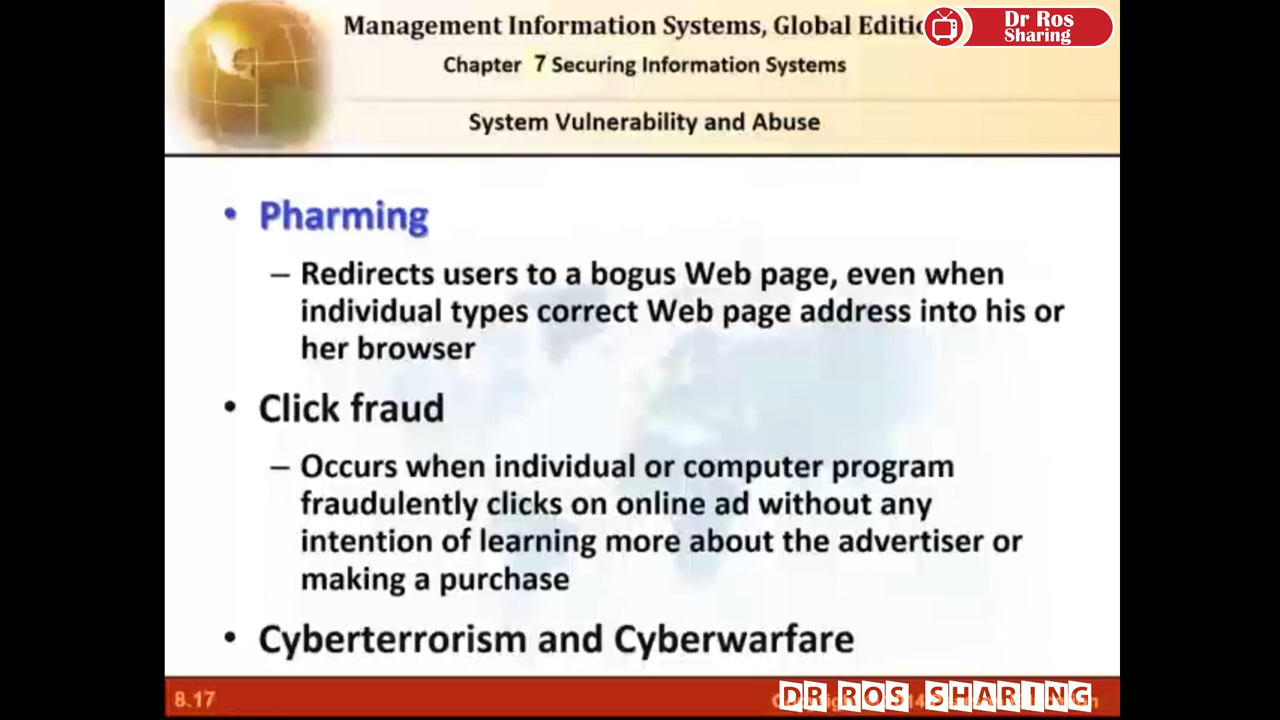 Management Information Systems, Global Editio
Dr Ros
Sharing
Chapter 7 Securing Information Systems
System Vulnerability and Abuse
• Pharming
– Redirects users to a bogus Web page, even when
individual types correct Web page address into his or
her browser
• Click fraud
– Occurs when individual or computer program
fraudulently clicks on online ad without any
intention of learning more about the advertiser or
making a purchase
• Cyberterrorism and Cyberwarfare
8.17
DR ROS SHARING